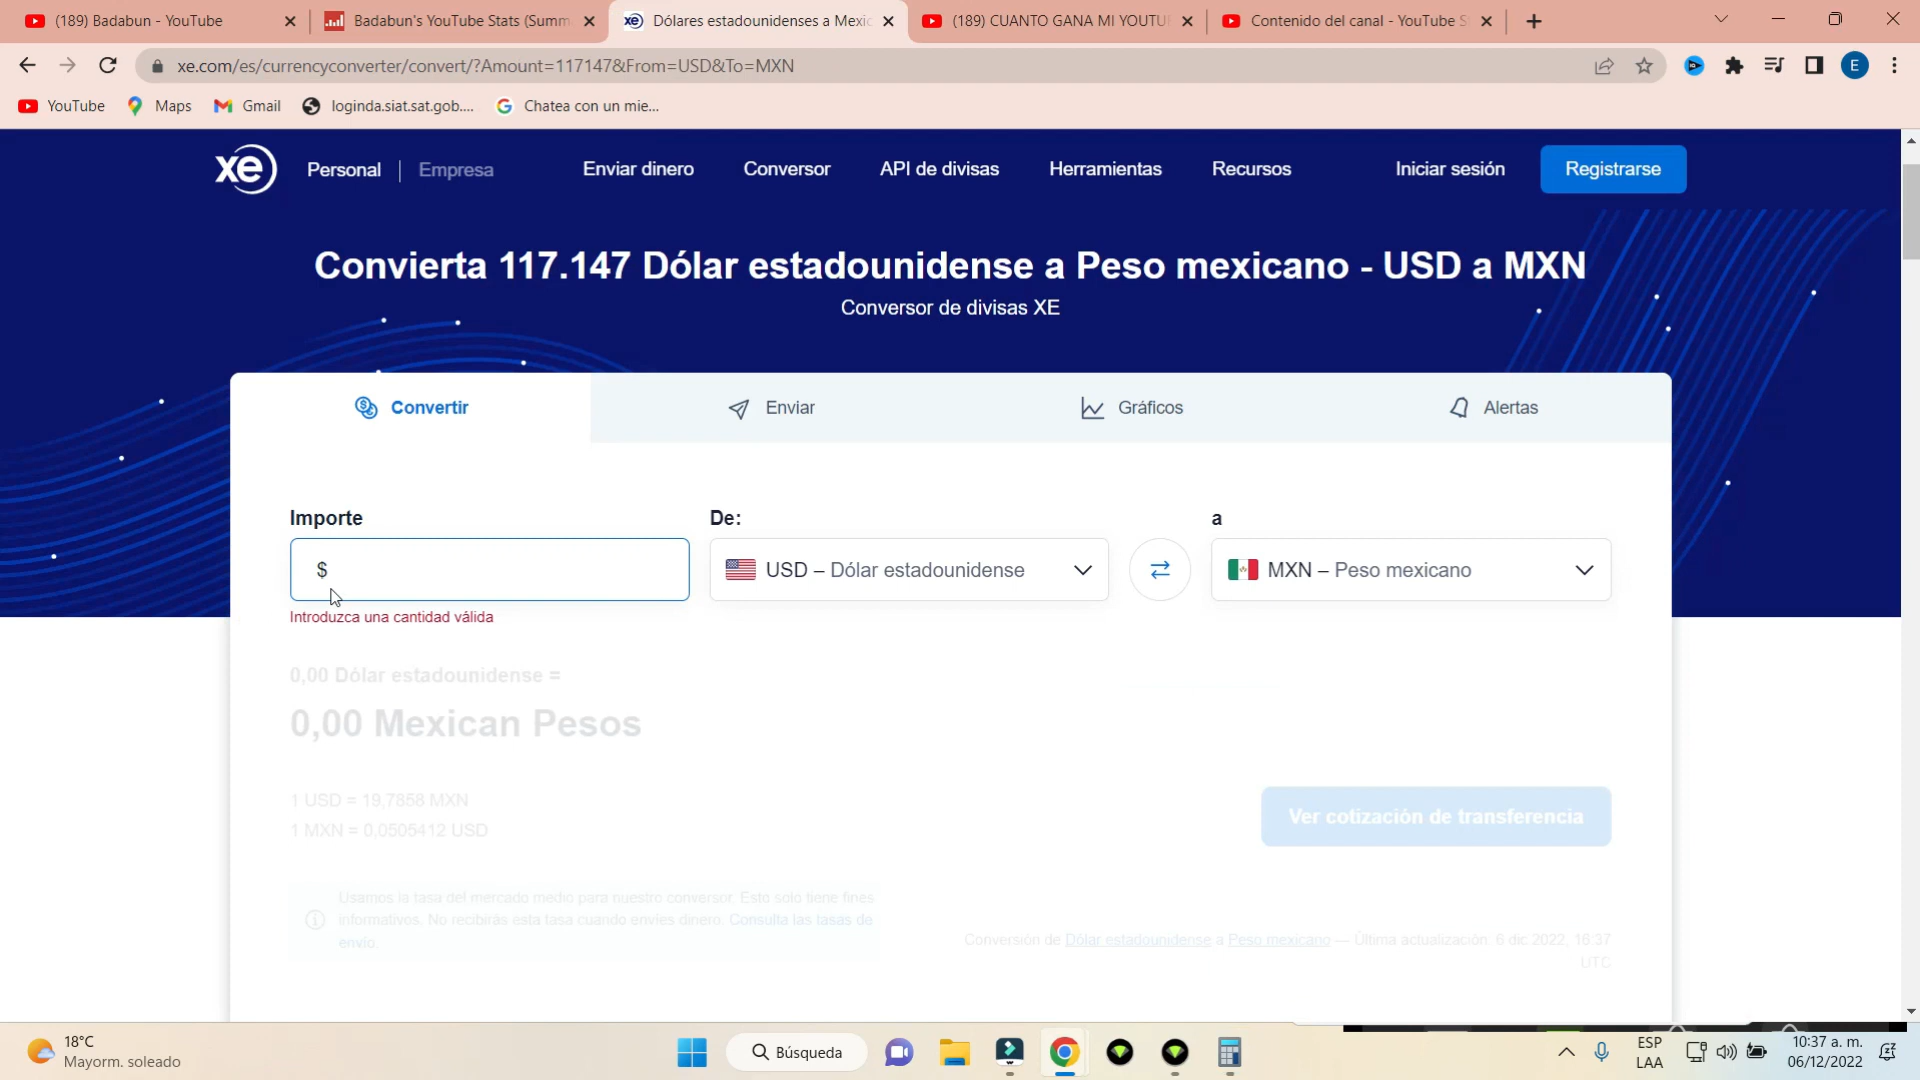 (189) Badabun - YouTube
Badabun's YouTube Stats (Summ
Dólares estadounidenses a Mexic
(189) CUANTO GANA MI YOUTU
Contenido del canal - YouTube S
xe.com/es/currencyconverter/convert/?Amount=117147&From=USD&To=MXN
E
YouTube
Maps
Gmail
loginda.siat.sat.gob....
Chatea con un mie...
xe
Personal
Empresa
Enviar dinero
Conversor
API de divisas
Herramientas
Recursos
Iniciar sesión
Registrarse
Convierta 117.147 Dólar estadounidense a Peso mexicano - USD a MXN
Conversor de divisas XE
Convertir
Enviar
Gráficos
Alertas
Importe
De:
a
$
USD – Dólar estadounidense
MXN – Peso mexicano
Introduzca una cantidad válida
0,00 Dólar estadounidense =
0,00 Mexican Pesos
1 USD = 19,7858 MXN
1 MXN = 0,0505412 USD
Ver cotización de transferencia
Usamos la tasa del mercado medio para nuestro conversor. Esto solo tiene fines
informativos. No recibirás esta tasa cuando envíes dinero. Consulta las tasas de
envío.
Conversión de Dólar estadounidense a Peso mexicano — Última actualización: 6 dic 2022, 16:37
UTC
18°C
Mayorm. soleado
Búsqueda
ESP
LAA
10:37 a. m.
06/12/2022